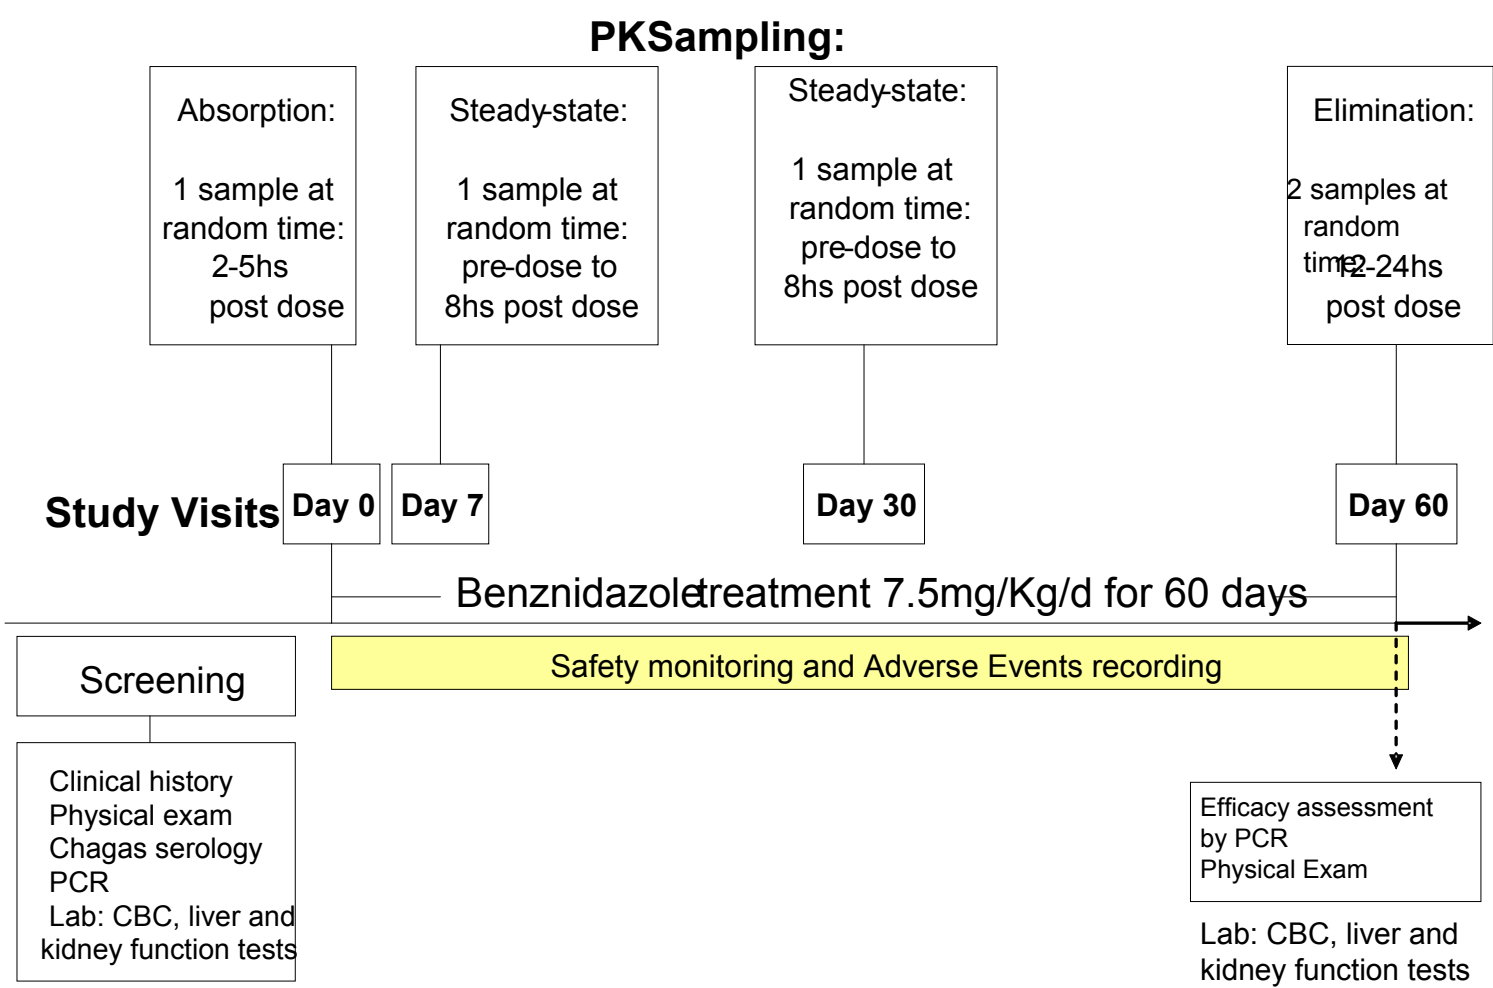 PKSampling:
Absorption:
1 sample at
random time:
2-5hs
post dose
Steady-state:
1 sample at
random time:
pre-dose to
8hs post dose
Steady-state:
1 sample at
random time:
pre-dose to
8hs post dose
Elimination:
2 samples at
random
time:
12-24hs
post dose
Study Visits
Day 0
Day 7
Day 30
Day 60
Benznidazole treatment 7.5mg/Kg/d for 60 days
Safety monitoring and Adverse Events recording
Screening
Clinical history
Physical exam
Chagas serology
PCR
Lab: CBC, liver and
kidney function tests
Efficacy assessment
by PCR
Physical Exam
Lab: CBC, liver and
kidney function tests